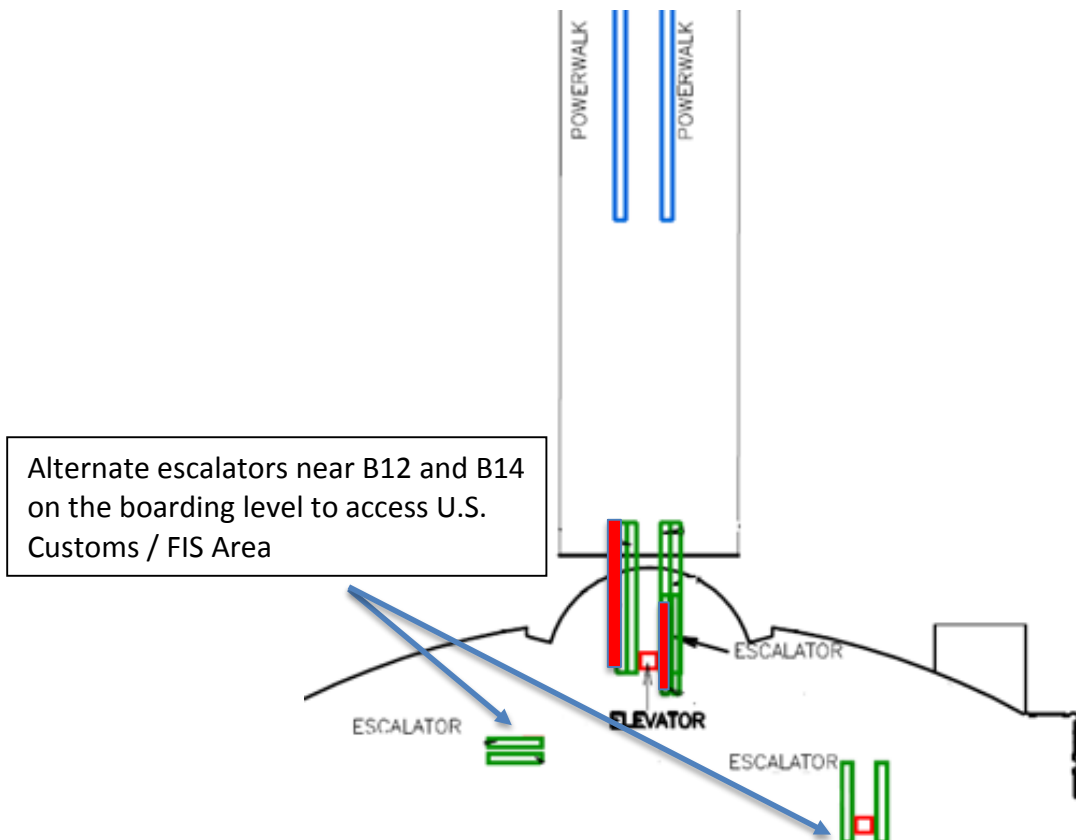 POWERWALK
POWERWALK
Alternate escalators near B12 and B14
on the boarding level to access U.S.
Customs / FIS Area
ESCALATOR
ELEVATOR
ESCALATOR
ESCALATOR